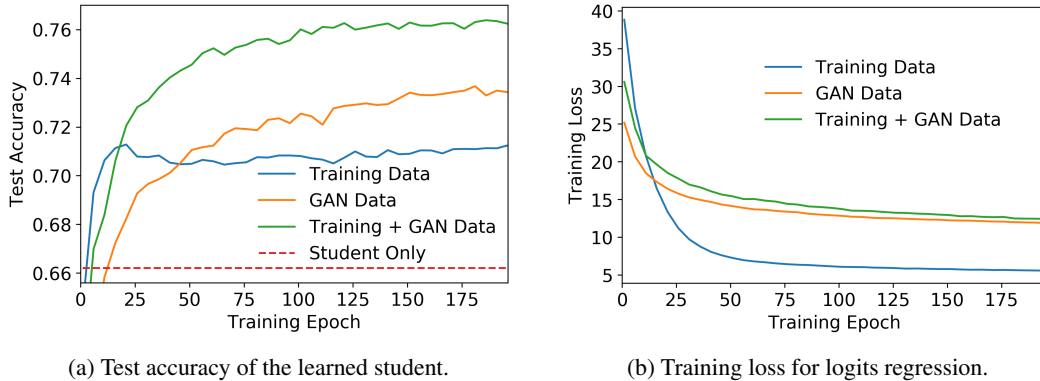 0.76
0.74
0.72
0.70
0.68
0.66
Test Accuracy
Training Data
GAN Data
Training + GAN Data
Student Only
0 25 50 75 100 125 150 175
Training Epoch
(a) Test accuracy of the learned student.
40
35
30
25
20
15
10
5
Training Loss
Training Data
GAN Data
Training + GAN Data
0 25 50 75 100 125 150 175
Training Epoch
(b) Training loss for logits regression.